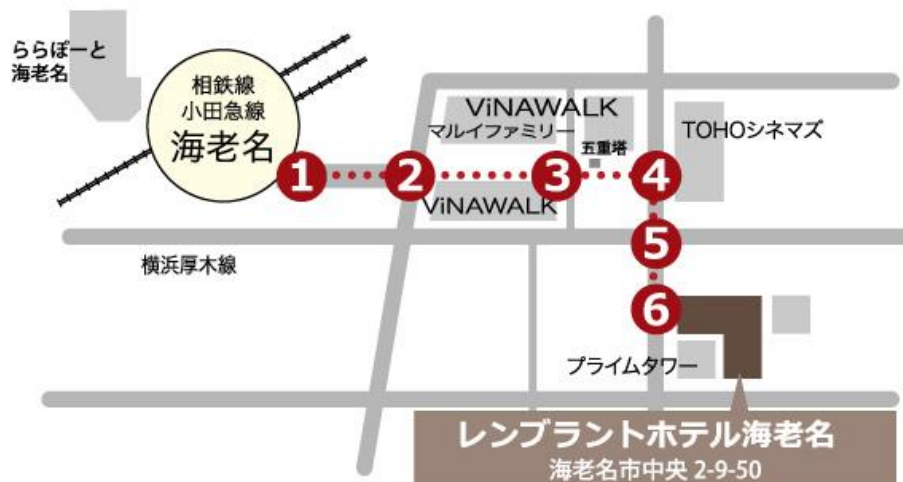 ららぽーと
海老名
相鉄線
小田急線
海老名
ViNAWALK
マルイファミリー
五重塔
TOHOシネマズ
1
2
3
4
ViNAWALK
5
横浜厚木線
6
プライムタワー
レンブラントホテル海老名
海老名市中央 2-9-50